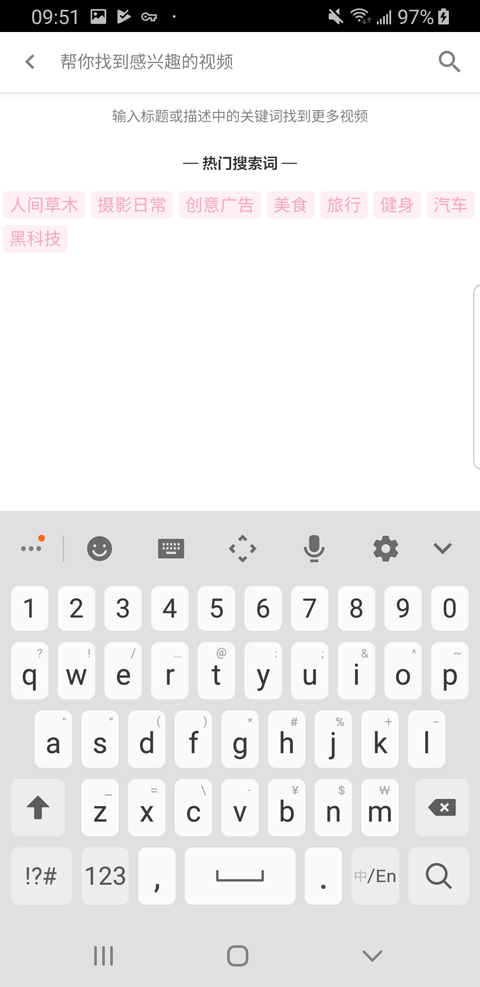 09:51 97%
帮你找到感兴趣的视频
输入标题或描述中的关键词找到更多视频
— 热门搜索词 —
人间草木 摄影日常 创意广告 美食 旅行 健身 汽车
黑科技
1 2 3 4 5 6 7 8 9 0
? ! / ... @ : ; & ^ ~
q w e r t y u i o p
" " ( ) * # % + -
a s d f g h j k l
_ = \ · ¥ $ ₩
z x c v b n m
!?# 123 , . 中/En